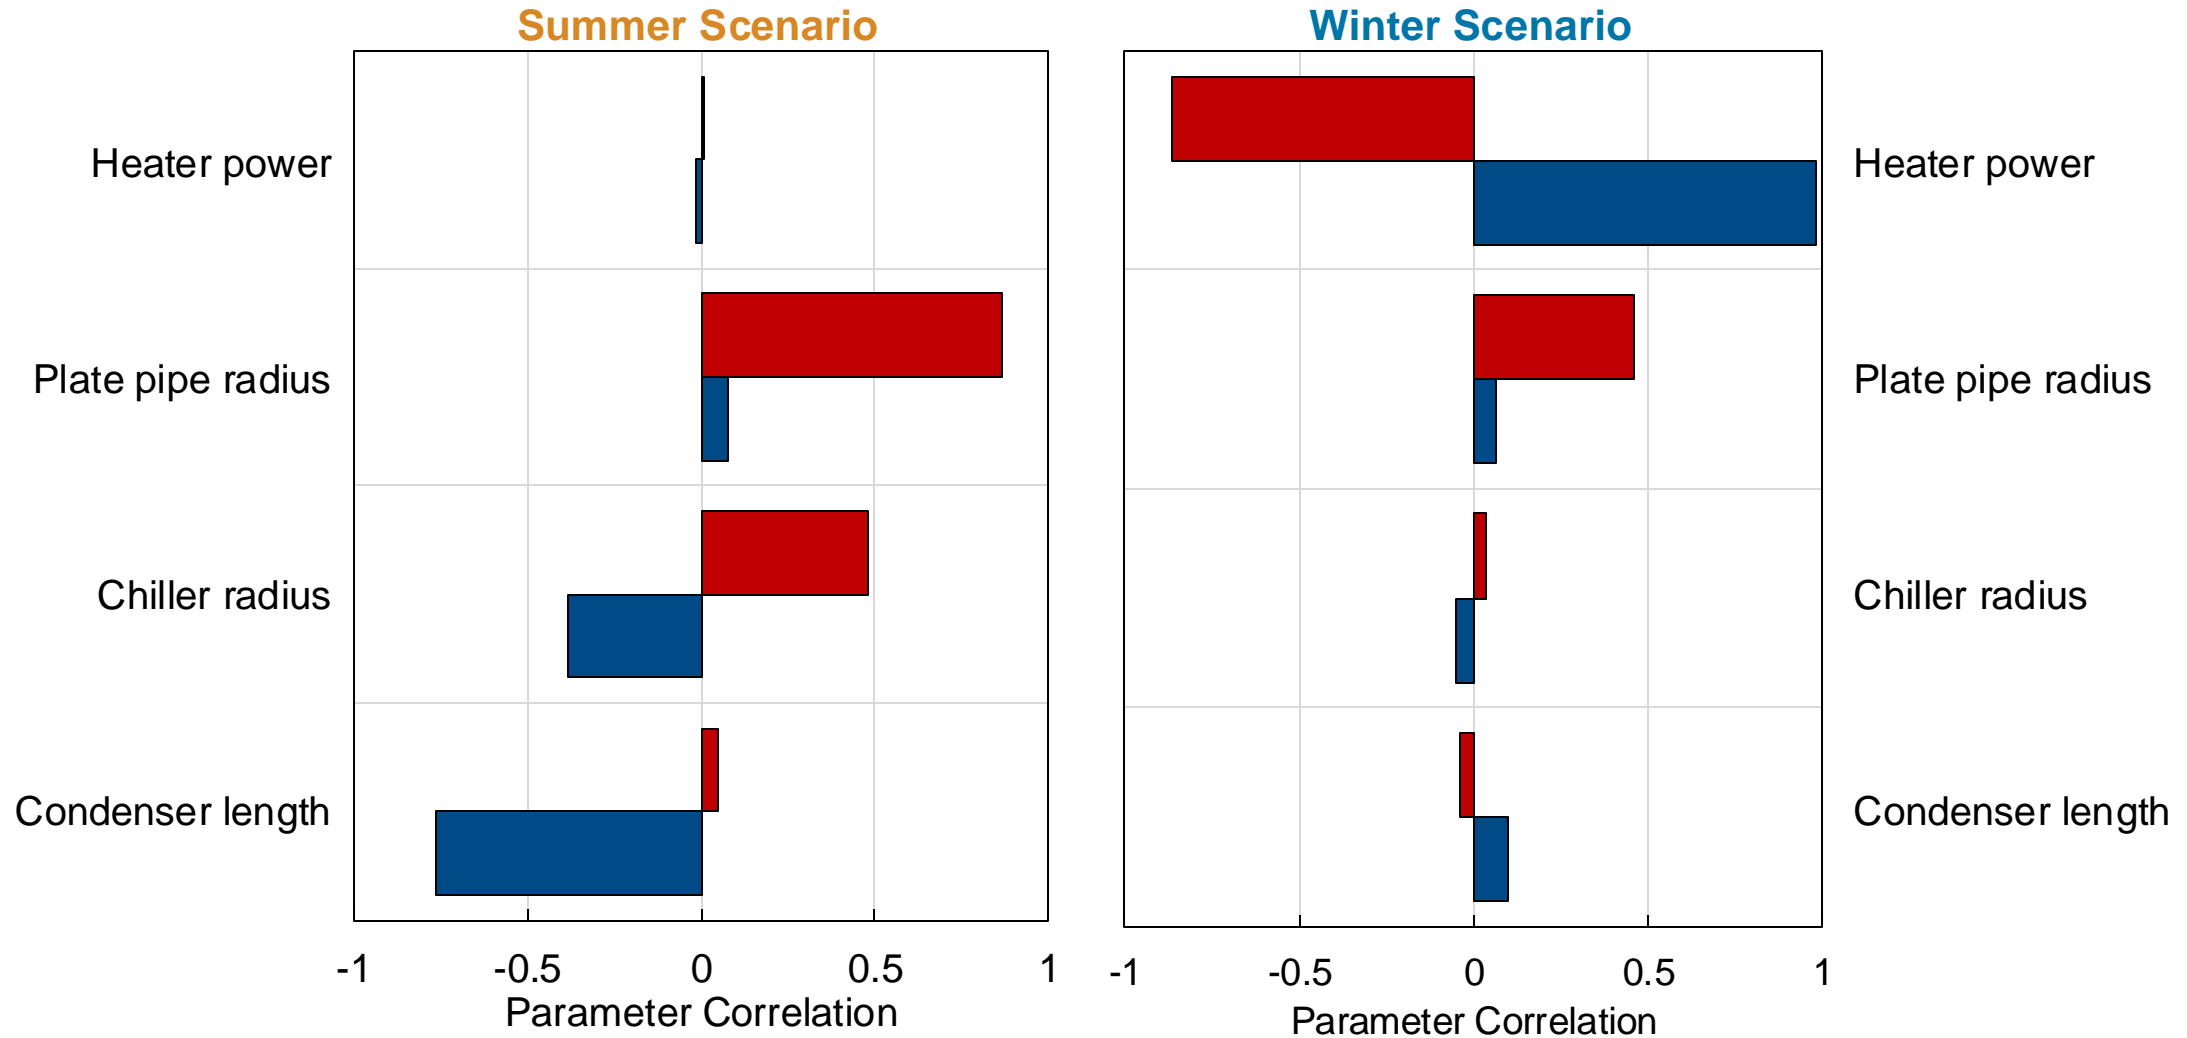 Summer Scenario
Heater power
Plate pipe radius
Chiller radius
Condenser length
-1 -0.5 0 0.5 1
Parameter Correlation
Winter Scenario
Heater power
Plate pipe radius
Chiller radius
Condenser length
-1 -0.5 0 0.5 1
Parameter Correlation